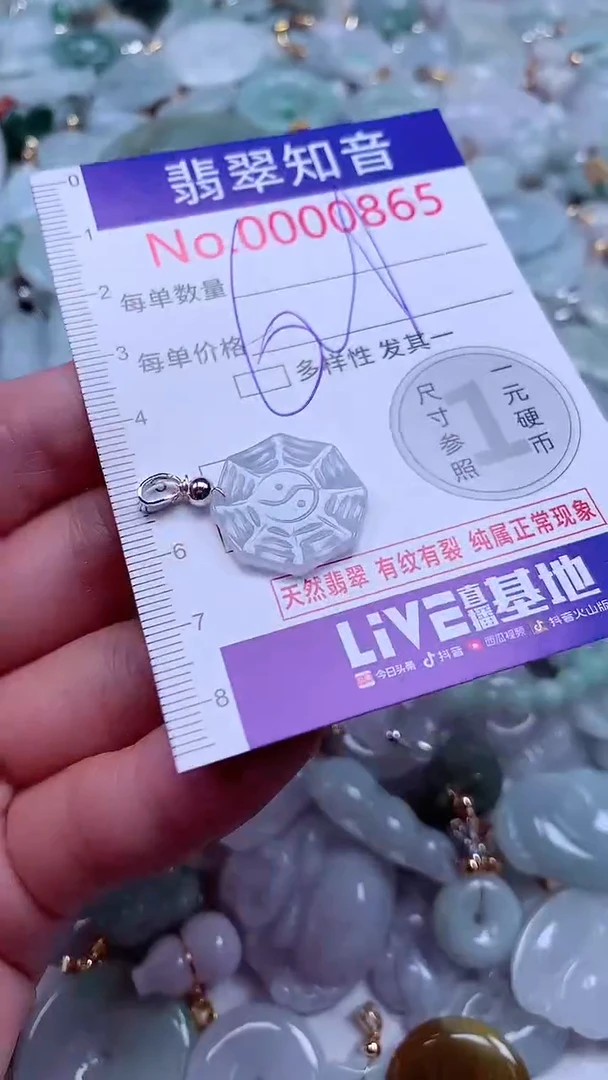 翡翠知音
No.0000865
每单数量
每单价格
多样性 发其一
尺寸参照
1
一元硬币
天然翡翠 有纹有裂 纯属正常现象
LiVE直播基地
今日头条 抖音 西瓜视频 抖音火山版
0
1
2
3
4
6
7
8